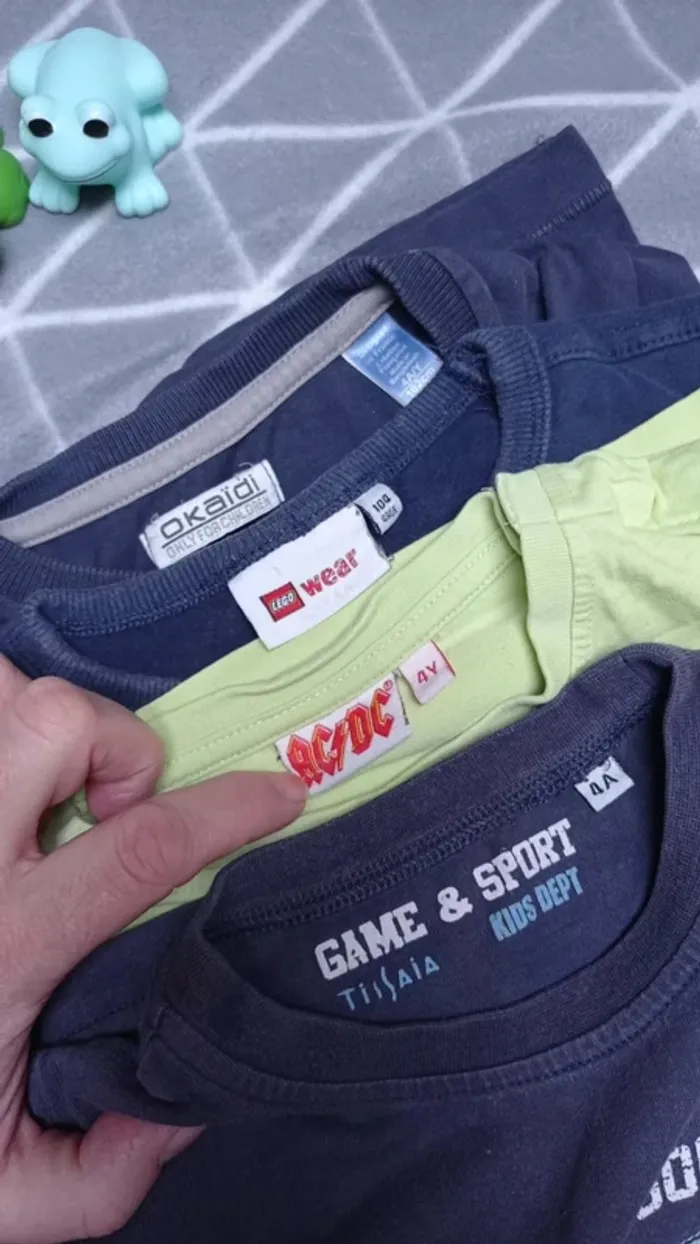 OKAÏDI
ONLY FOR CHILDREN
104
LEGO wear
4Y
AC/DC
4A
GAME & SPORT
KIDS DEPT
TISSAIA